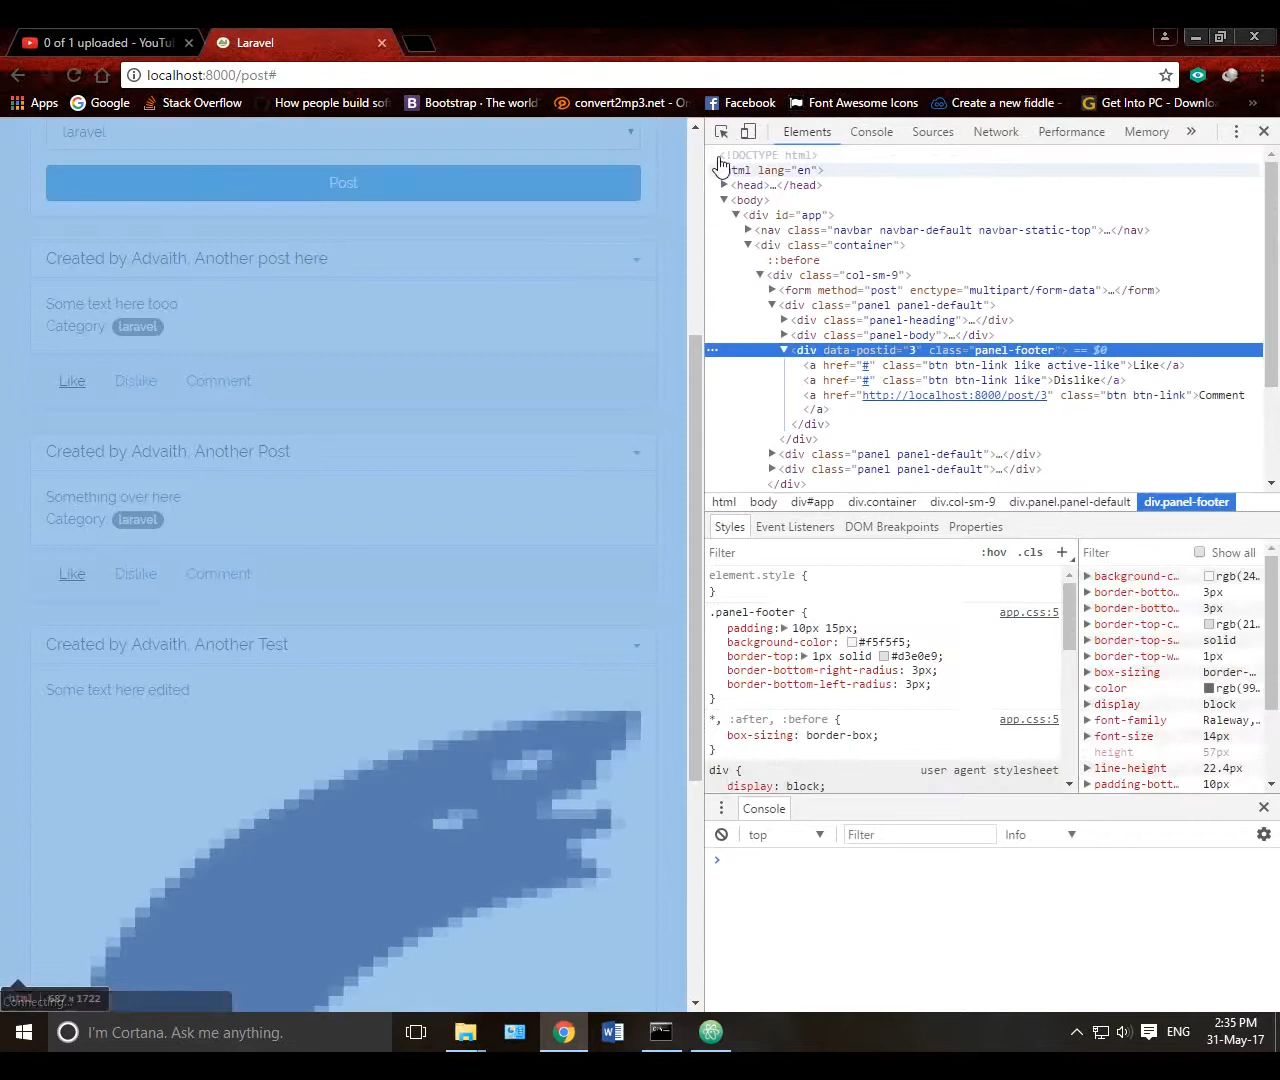 0 of 1 uploaded - YouTu
Laravel
localhost:8000/post#
Apps
Google
Stack Overflow
How people build sof
Bootstrap · The world'
convert2mp3.net - On
Facebook
Font Awesome Icons
Create a new fiddle -
Get Into PC - Downlo
»
laravel
Post
Created by Advaith, Another post here
Some text here tooo
Category: laravel
Like Dislike Comment
Created by Advaith, Another Post
Something over here
Category: laravel
Like Dislike Comment
Created by Advaith, Another Test
Some text here edited
html | 687 × 1722
Connecting...
Elements Console Sources Network Performance Memory »
<!DOCTYPE html>
tml lang="en">
<head>…</head>
<body>
<div id="app">
<nav class="navbar navbar-default navbar-static-top">…</nav>
<div class="container">
::before
<div class="col-sm-9">
<form method="post" enctype="multipart/form-data">…</form>
<div class="panel panel-default">
<div class="panel-heading">…</div>
<div class="panel-body">…</div>
<div data-postid="3" class="panel-footer"> == $0
<a href="#" class="btn btn-link like active-like">Like</a>
<a href="#" class="btn btn-link like">Dislike</a>
<a href="http://localhost:8000/post/3" class="btn btn-link">Comment
</a>
</div>
</div>
<div class="panel panel-default">…</div>
<div class="panel panel-default">…</div>
</div>
html body div#app div.container div.col-sm-9 div.panel.panel-default div.panel-footer
Styles Event Listeners DOM Breakpoints Properties
Filter :hov .cls +
element.style {
}
.panel-footer { app.css:5
padding: 10px 15px;
background-color: #f5f5f5;
border-top: 1px solid #d3e0e9;
border-bottom-right-radius: 3px;
border-bottom-left-radius: 3px;
}
*, :after, :before { app.css:5
box-sizing: border-box;
}
div { user agent stylesheet
display: block;
Filter Show all
background-c… rgb(24…
border-botto… 3px
border-botto… 3px
border-top-c… rgb(21…
border-top-s… solid
border-top-w… 1px
box-sizing border-…
color rgb(99…
display block
font-family Raleway,…
font-size 14px
height 57px
line-height 22.4px
padding-bott… 10px
Console
top Filter Info
>
I'm Cortana. Ask me anything.
ENG
2:35 PM
31-May-17